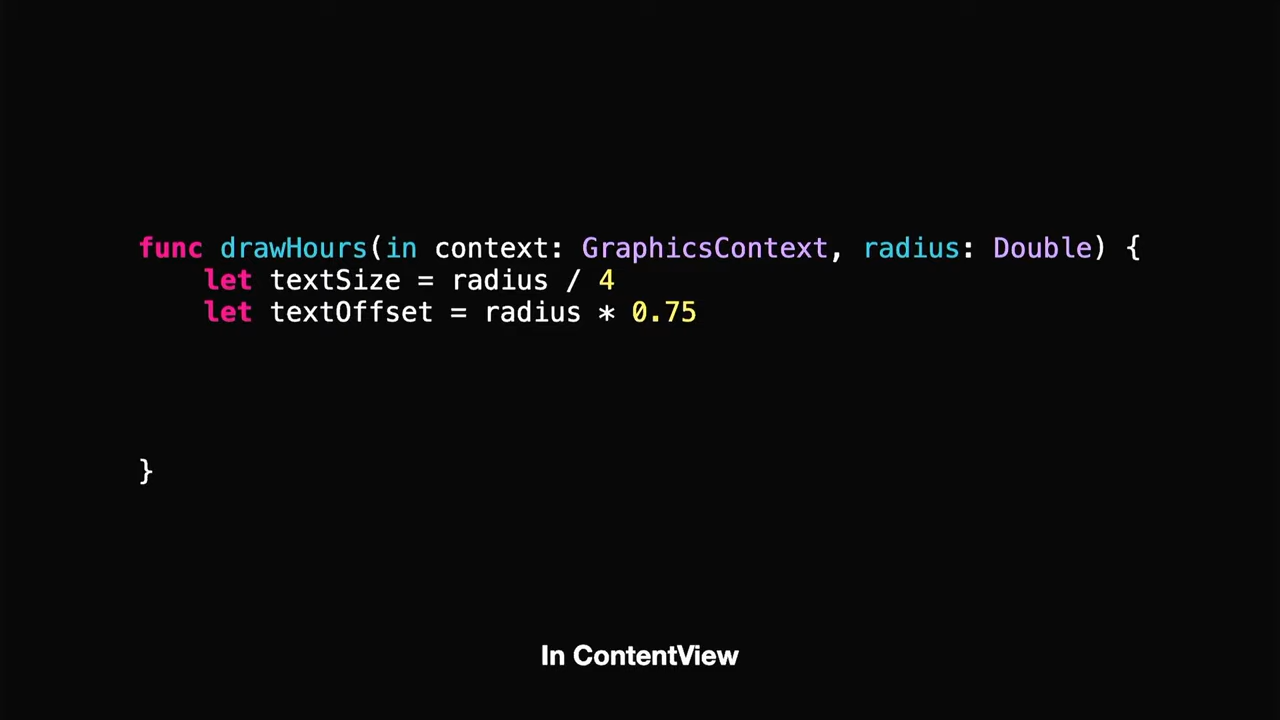 func drawHours(in context: GraphicsContext, radius: Double) {
    let textSize = radius / 4
    let textOffset = radius * 0.75
}
In ContentView